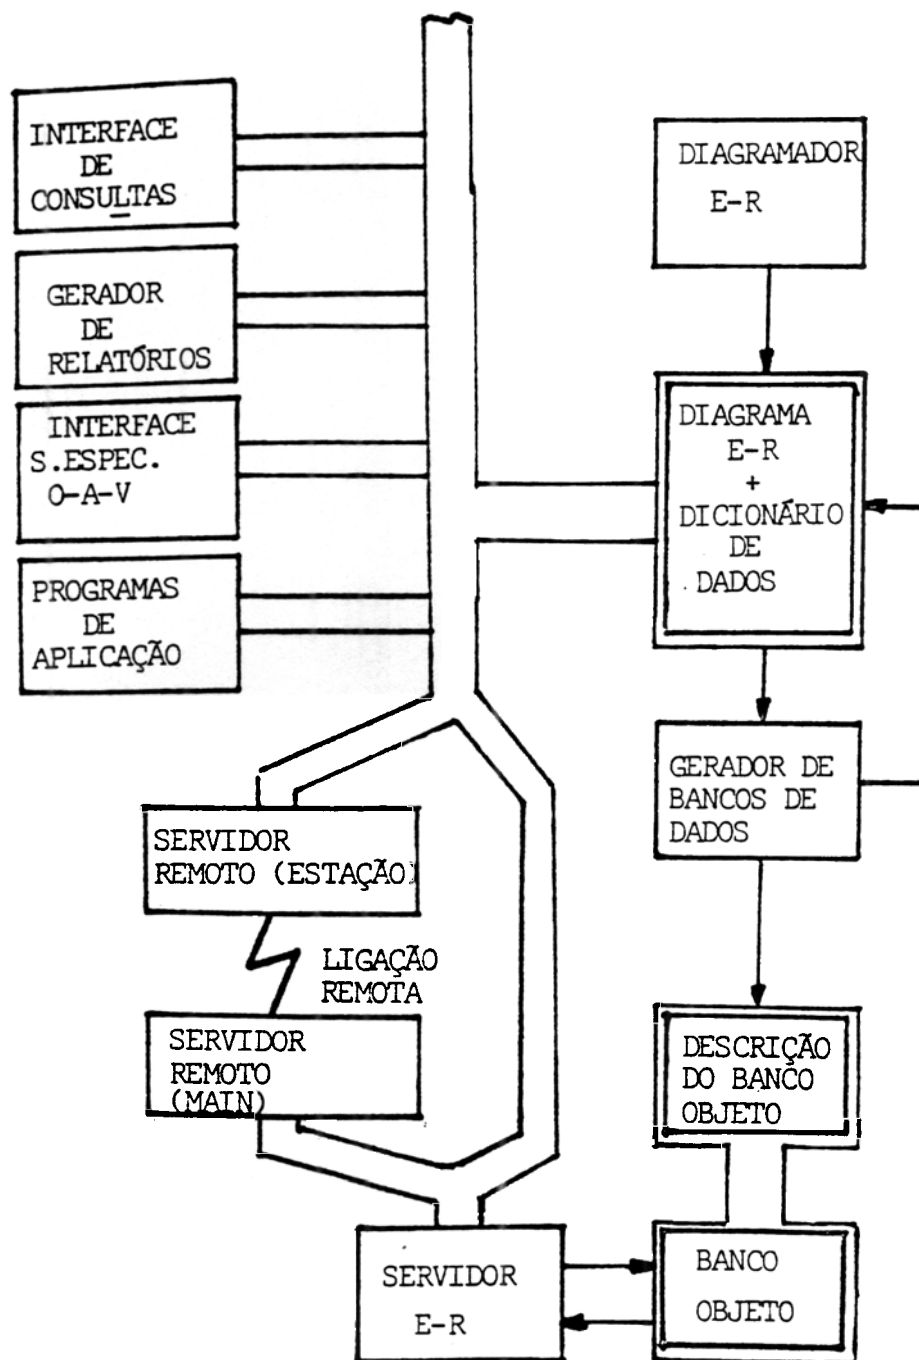 INTERFACE
DE
CONSULTAS
GERADOR
DE
RELATÓRIOS
INTERFACE
S.ESPEC.
O-A-V
PROGRAMAS
DE
APLICAÇÃO
DIAGRAMADOR
E-R
DIAGRAMA
E-R
+
DICIONÁRIO
DE
DADOS
GERADOR DE
BANCOS DE
DADOS
SERVIDOR
REMOTO (ESTAÇÃO)
LIGAÇÃO
REMOTA
SERVIDOR
REMOTO
(MAIN)
DESCRIÇÃO
DO BANCO
OBJETO
SERVIDOR
E-R
BANCO
OBJETO